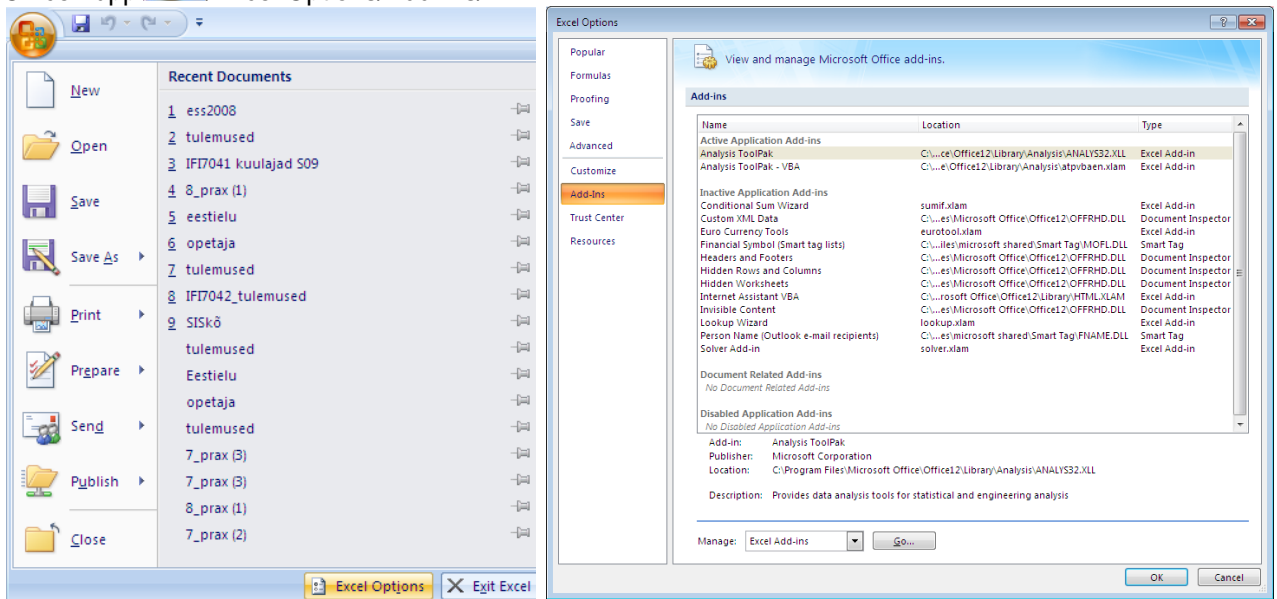 Recent Documents
New
Open
Save
Save As
Print
Prepare
Send
Publish
Close
1 ess2008
2 tulemused
3 IFI7041 kuulajad S09
4 8_prax (1)
5 eestielu
6 opetaja
7 tulemused
8 IFI7042_tulemused
9 SISkõ
tulemused
Eestielu
opetaja
tulemused
7_prax (3)
7_prax (3)
8_prax (1)
7_prax (2)
Excel Options
Exit Excel
Excel Options
Popular
Formulas
Proofing
Save
Advanced
Customize
Add-Ins
Trust Center
Resources
View and manage Microsoft Office add-ins.
Add-ins
Name Location Type
Active Application Add-ins
Analysis ToolPak C:\...ce\Office12\Library\Analysis\ANALYS32.XLL Excel Add-in
Analysis ToolPak - VBA C:\...e\Office12\Library\Analysis\atpvbaen.xlam Excel Add-in
Inactive Application Add-ins
Conditional Sum Wizard sumif.xlam Excel Add-in
Custom XML Data C:\...es\Microsoft Office\Office12\OFFRHD.DLL Document Inspector
Euro Currency Tools eurotool.xlam Excel Add-in
Financial Symbol (Smart tag lists) C:\...iles\microsoft shared\Smart Tag\MOFL.DLL Smart Tag
Headers and Footers C:\...es\Microsoft Office\Office12\OFFRHD.DLL Document Inspector
Hidden Rows and Columns C:\...es\Microsoft Office\Office12\OFFRHD.DLL Document Inspector
Hidden Worksheets C:\...es\Microsoft Office\Office12\OFFRHD.DLL Document Inspector
Internet Assistant VBA C:\...rosoft Office\Office12\Library\HTML.XLAM Excel Add-in
Invisible Content C:\...es\Microsoft Office\Office12\OFFRHD.DLL Document Inspector
Lookup Wizard lookup.xlam Excel Add-in
Person Name (Outlook e-mail recipients) C:\...es\microsoft shared\Smart Tag\FNAME.DLL Smart Tag
Solver Add-in solver.xlam Excel Add-in
Document Related Add-ins
No Document Related Add-ins
Disabled Application Add-ins
No Disabled Application Add-ins
Add-in: Analysis ToolPak
Publisher: Microsoft Corporation
Location: C:\Program Files\Microsoft Office\Office12\Library\Analysis\ANALYS32.XLL
Description: Provides data analysis tools for statistical and engineering analysis
Manage: Excel Add-ins Go...
OK Cancel